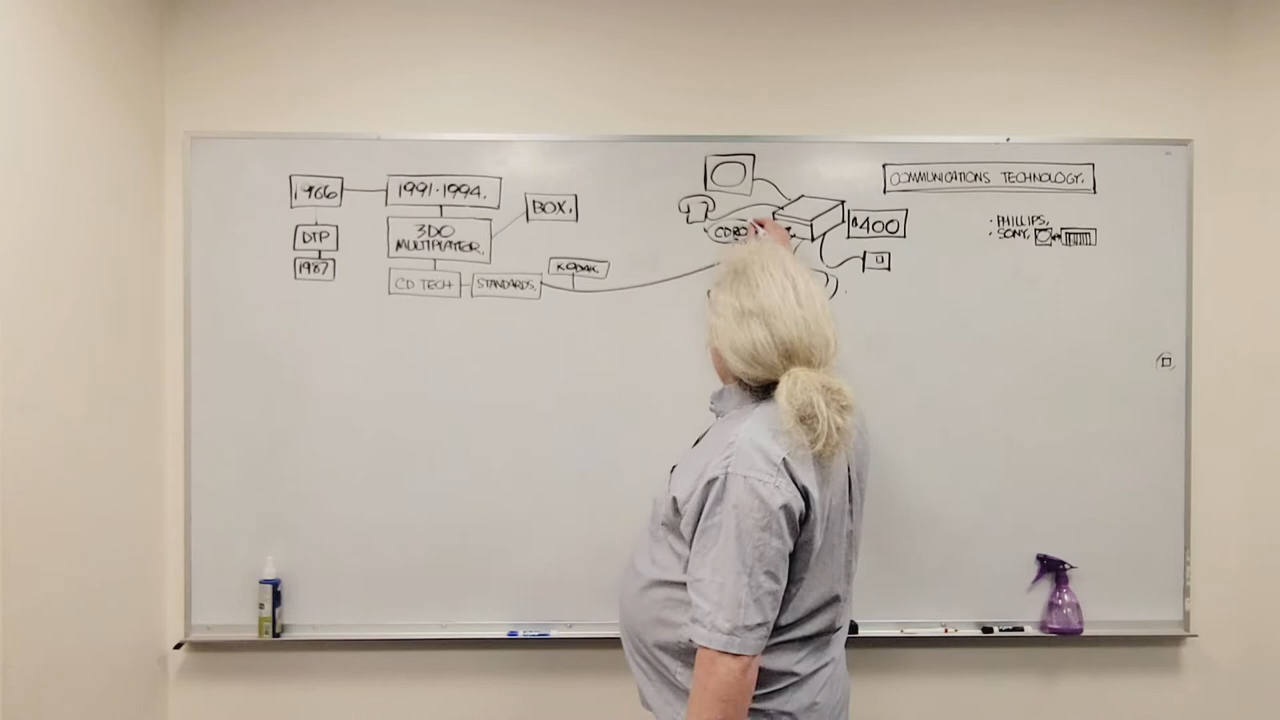 1966
1991-1994.
BOX.
COMMUNICATIONS TECHNOLOGY.
DTP
3DO
MULTIPLAYER.
400
· PHILLIPS,
· SONY,
1987
CD TECH
STANDARDS.
KODAK